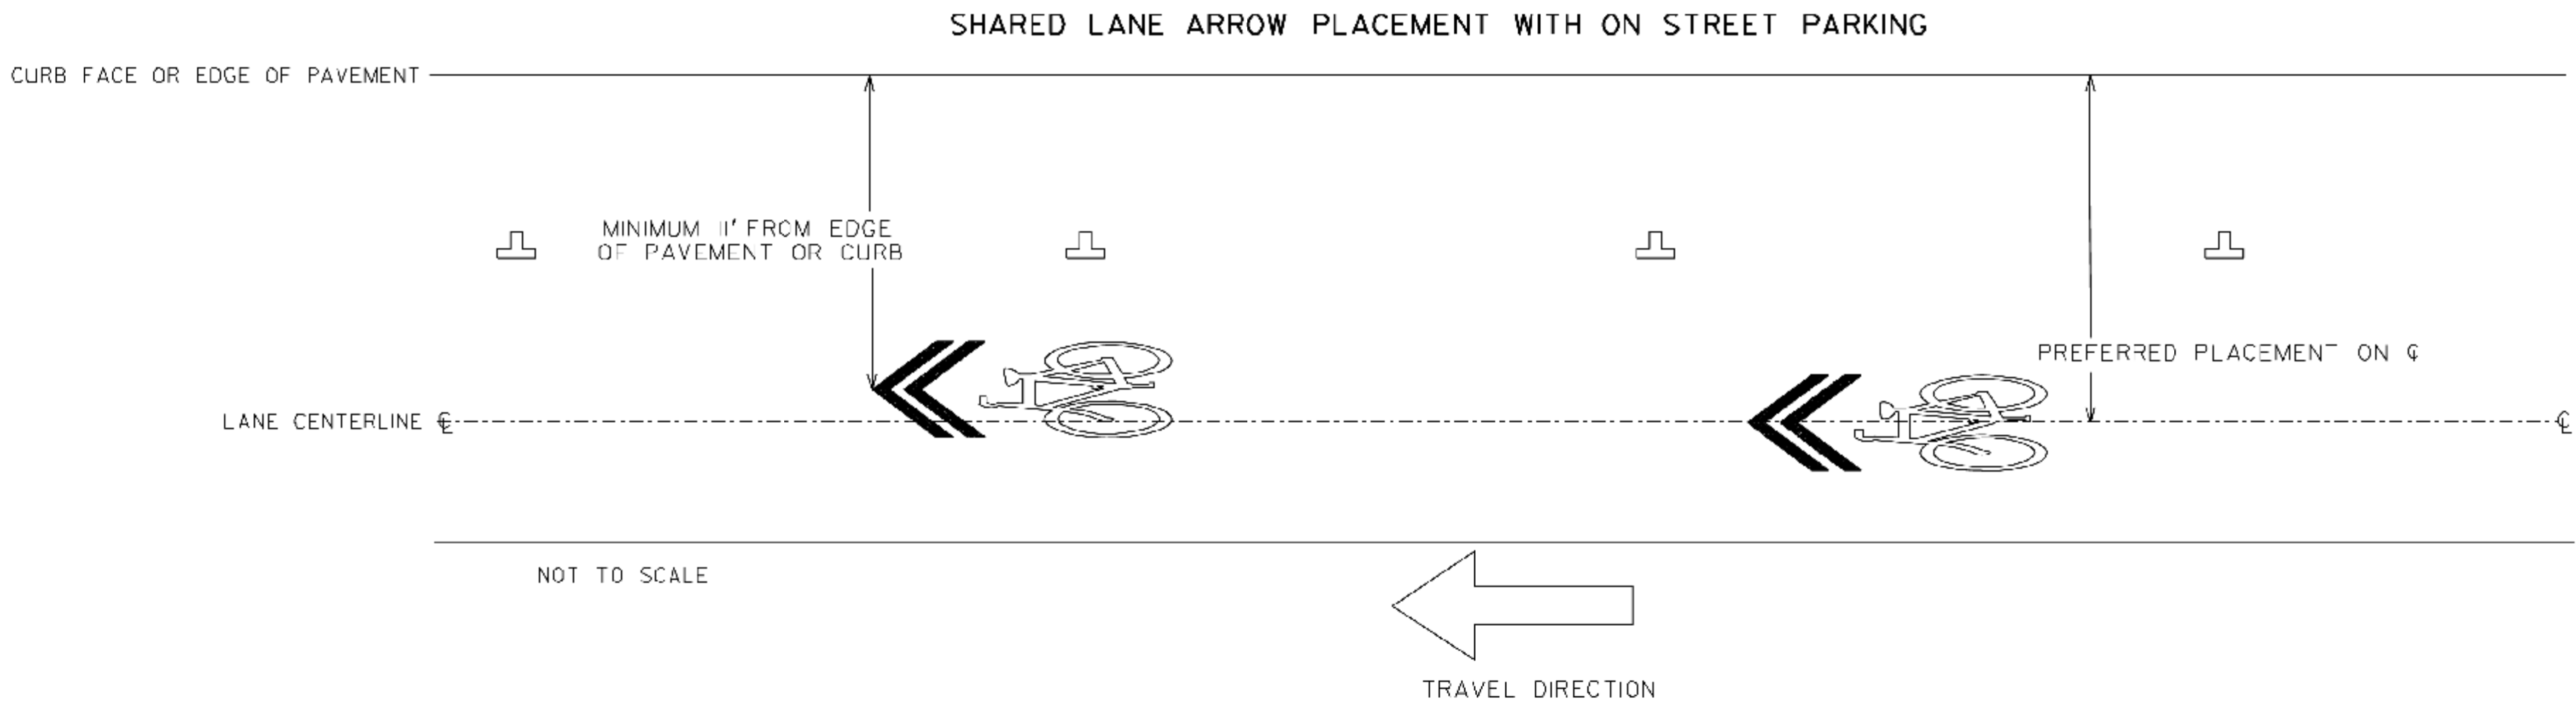 SHARED LANE ARROW PLACEMENT WITH ON STREET PARKING
CURB FACE OR EDGE OF PAVEMENT
MINIMUM 11' FROM EDGE
OF PAVEMENT OR CURB
PREFERRED PLACEMENT ON ℄
LANE CENTERLINE ℄
℄
NOT TO SCALE
TRAVEL DIRECTION